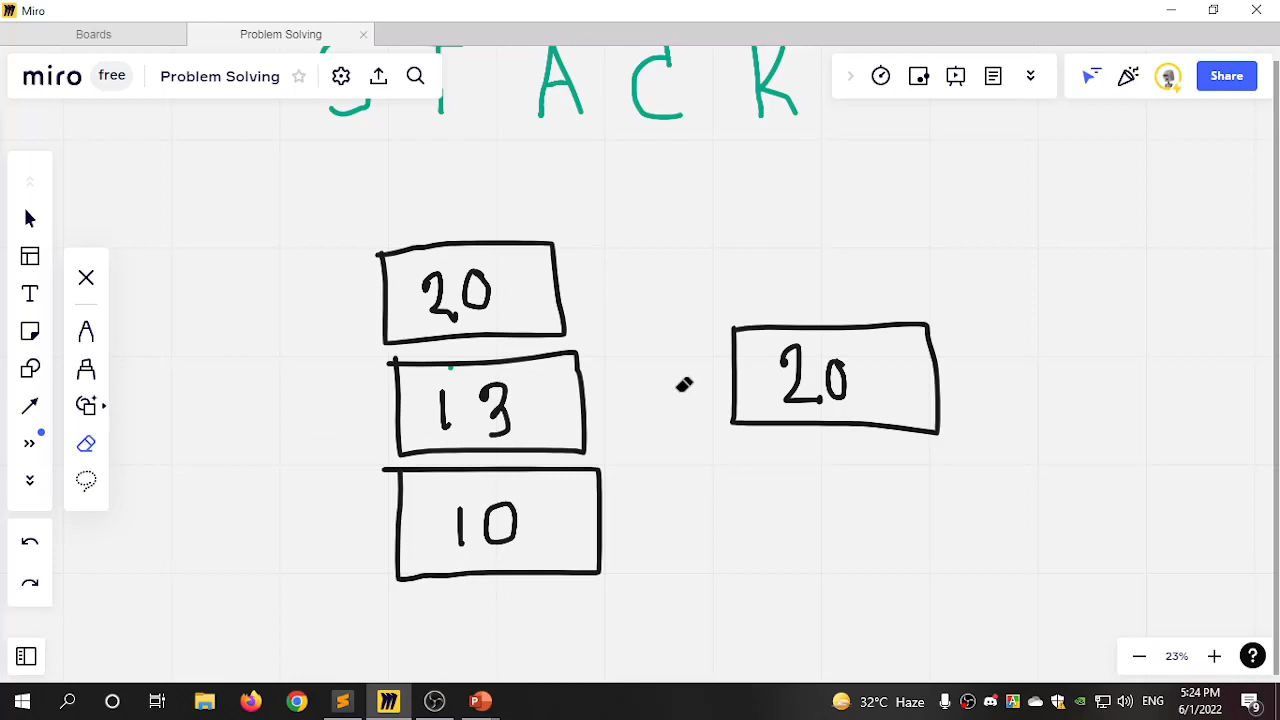 Miro
Boards
Problem Solving
S T A C K
miro free Problem Solving
Share
20
13
20
10
23%
32°C Haze
ENG
5:24 PM
6/1/2022
9